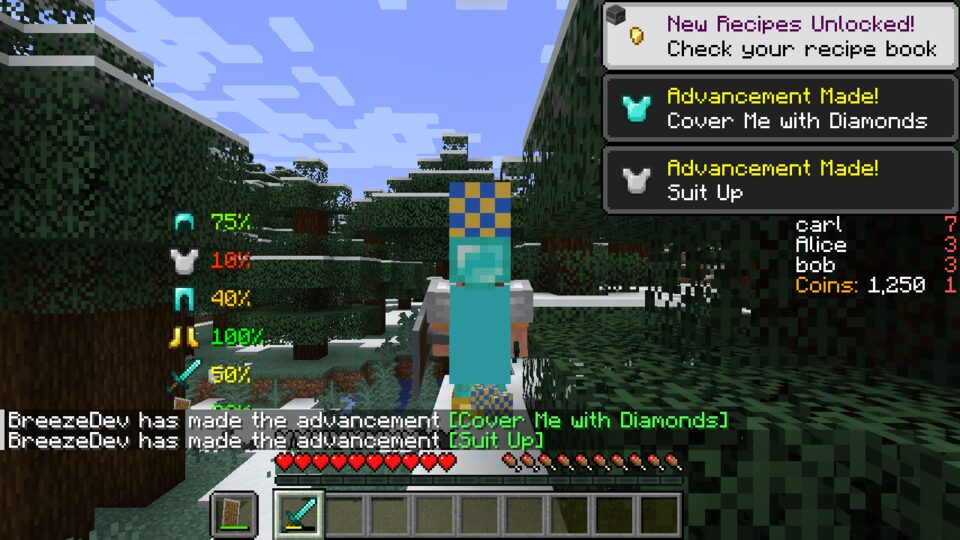 New Recipes Unlocked!
Check your recipe book
Advancement Made!
Cover Me with Diamonds
Advancement Made!
Suit Up
carl 7
Alice 3
bob 3
Coins: 1,250 1
75%
10%
40%
100%
50%
BreezeDev has made the advancement [Cover Me with Diamonds]
BreezeDev has made the advancement [Suit Up]